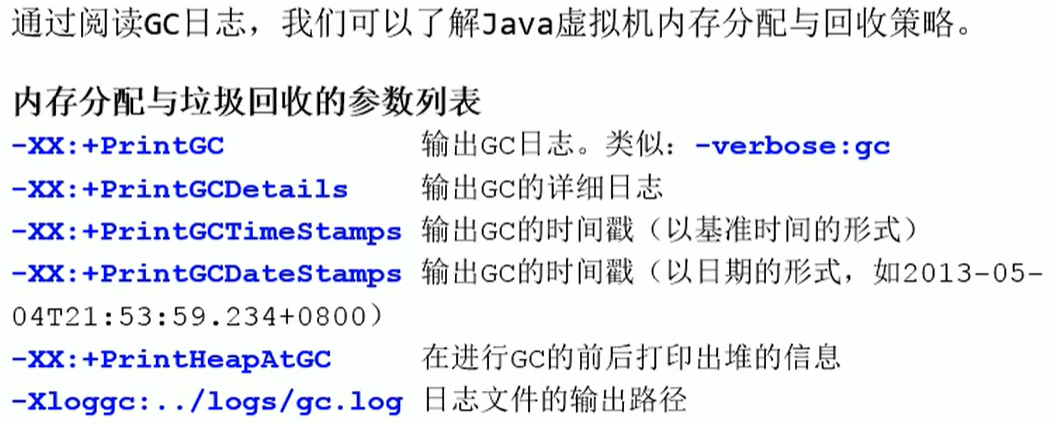 通过阅读GC日志，我们可以了解Java虚拟机内存分配与回收策略。
内存分配与垃圾回收的参数列表
-XX:+PrintGC 输出GC日志。类似：-verbose:gc
-XX:+PrintGCDetails 输出GC的详细日志
-XX:+PrintGCTimeStamps 输出GC的时间戳（以基准时间的形式）
-XX:+PrintGCDateStamps 输出GC的时间戳（以日期的形式，如2013-05-
04T21:53:59.234+0800）
-XX:+PrintHeapAtGC 在进行GC的前后打印出堆的信息
-Xloggc:../logs/gc.log 日志文件的输出路径